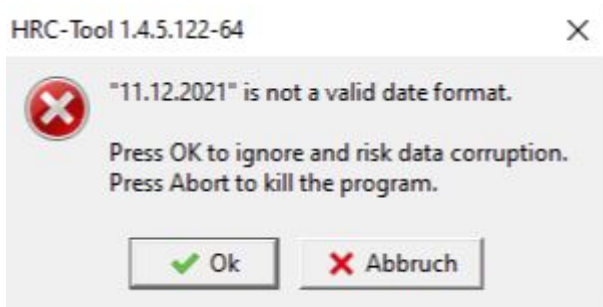 HRC-Tool 1.4.5.122-64
"11.12.2021" is not a valid date format.
Press OK to ignore and risk data corruption.
Press Abort to kill the program.
Ok
Abbruch